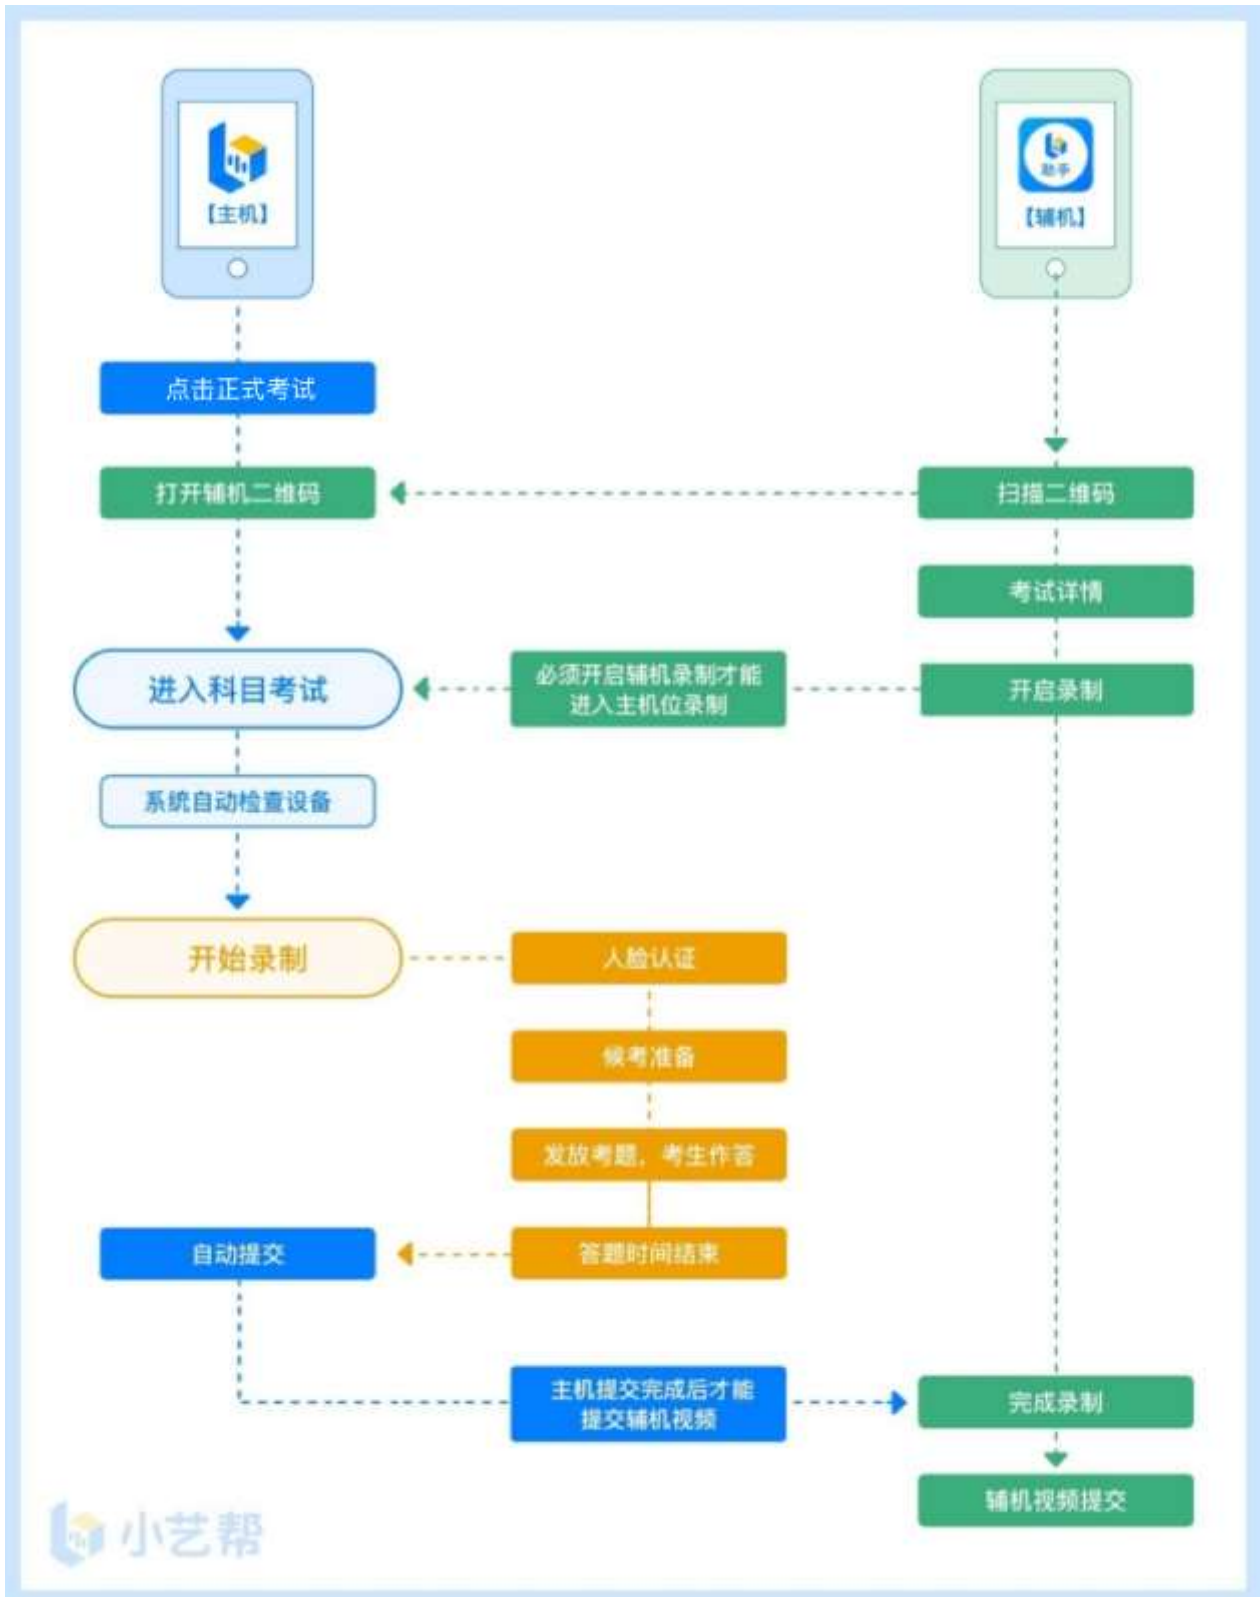 【主机】
助手
【辅机】
点击正式考试
打开辅机二维码
扫描二维码
考试详情
进入科目考试
必须开启辅机录制才能
进入主机位录制
开启录制
系统自动检查设备
开始录制
人脸认证
候考准备
发放考题，考生作答
自动提交
答题时间结束
主机提交完成后才能
提交辅机视频
完成录制
辅机视频提交
小艺帮